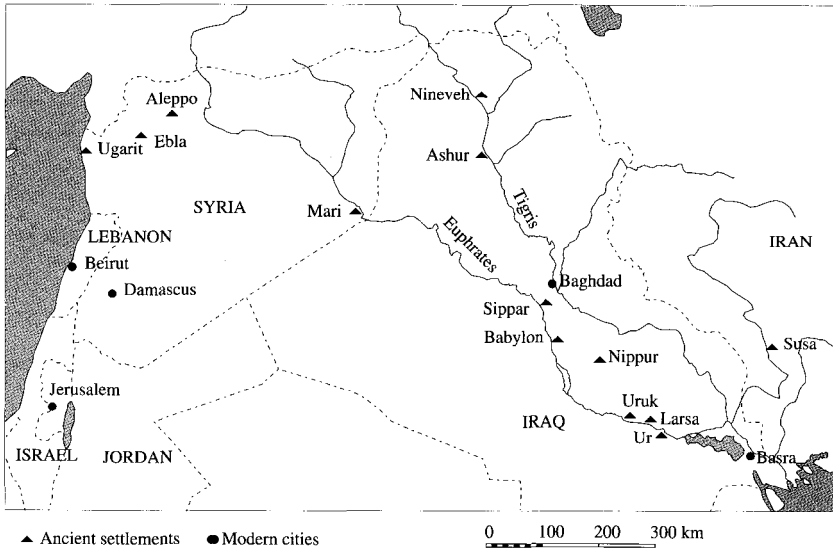 Nineveh
Aleppo
Ebla
Ugarit
Ashur
SYRIA
Mari
Tigris
LEBANON
Euphrates
IRAN
Beirut
Baghdad
Damascus
Sippar
Babylon
Susa
Nippur
Jerusalem
Uruk
Larsa
IRAQ
Ur
ISRAEL
JORDAN
Basra
Ancient settlements
Modern cities
0 100 200 300 km